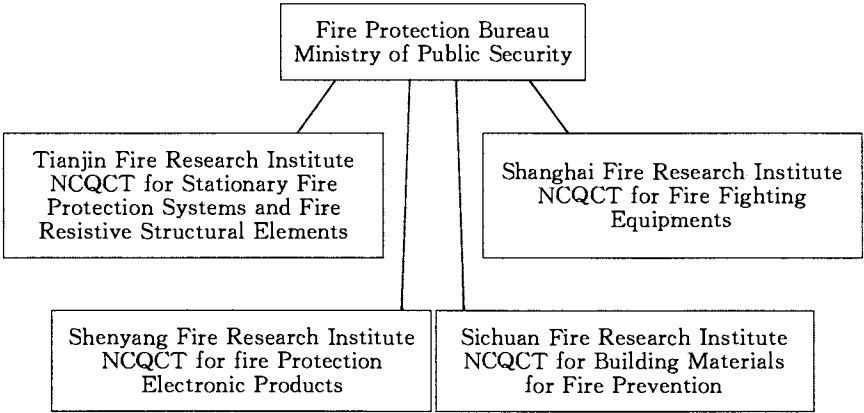 Fire Protection Bureau
Ministry of Public Security
Tianjin Fire Research Institute
NCQCT for Stationary Fire
Protection Systems and Fire
Resistive Structural Elements
Shanghai Fire Research Institute
NCQCT for Fire Fighting
Equipments
Shenyang Fire Research Institute
NCQCT for fire Protection
Electronic Products
Sichuan Fire Research Institute
NCQCT for Building Materials
for Fire Prevention